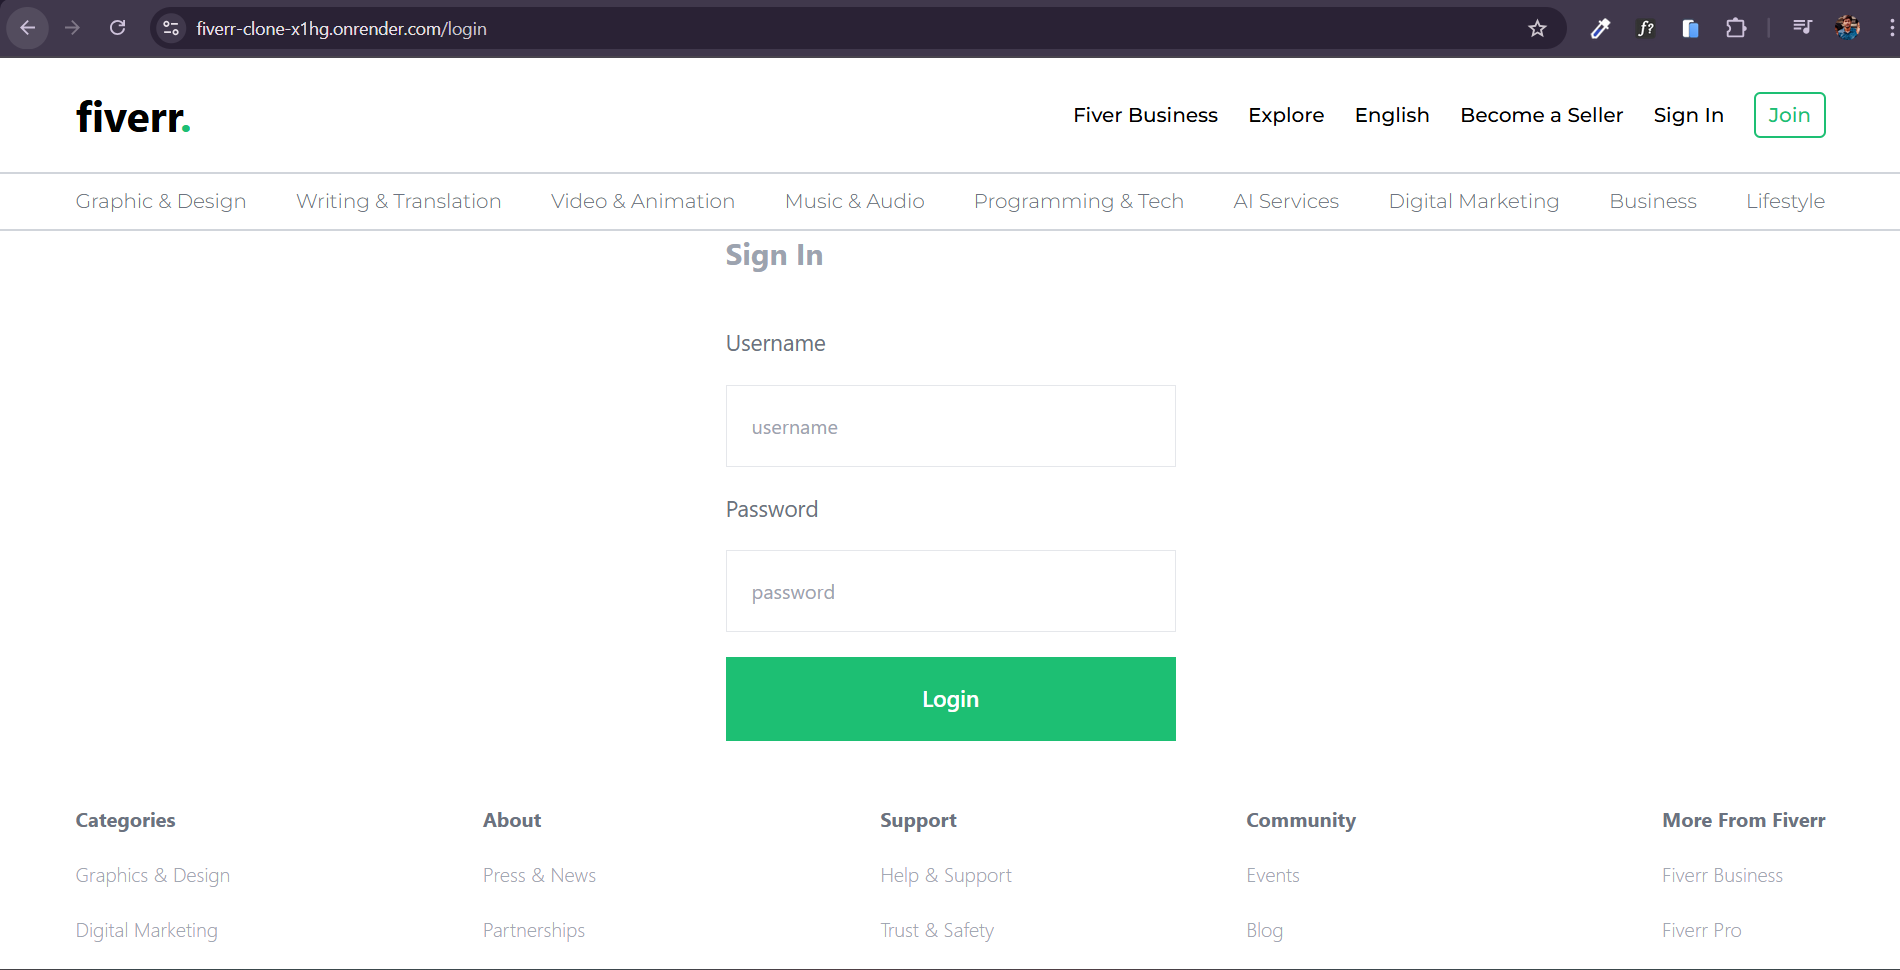 fiverr-clone-x1hg.onrender.com/login
f?
fiverr.
Fiver Business Explore English Become a Seller Sign In Join
Graphic & Design Writing & Translation Video & Animation Music & Audio Programming & Tech AI Services Digital Marketing Business Lifestyle
Sign In
Username
username
Password
password
Login
Categories About Support Community More From Fiverr
Graphics & Design Press & News Help & Support Events Fiverr Business
Digital Marketing Partnerships Trust & Safety Blog Fiverr Pro